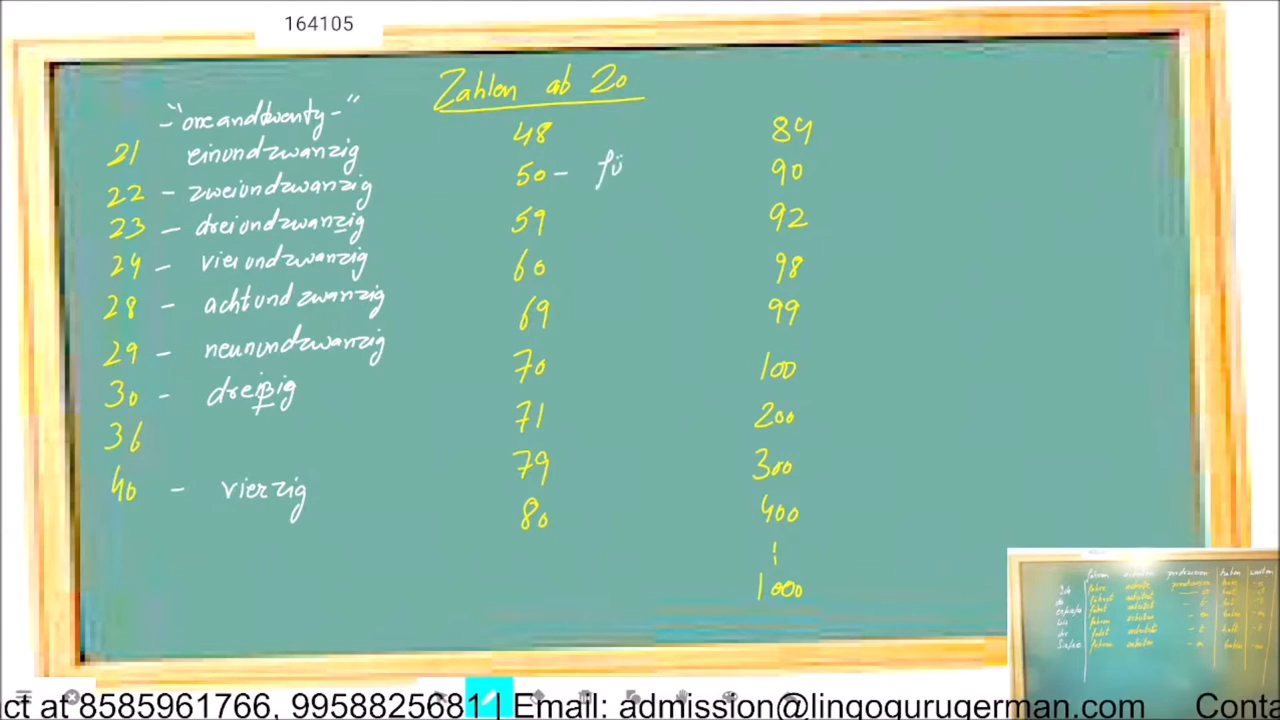 164105
Zahlen ab 20
- "oneandtwenty-"
21 einundzwanzig
22 - zweiundzwanzig
23 - dreiundzwanzig
24 - vierundzwanzig
28 - achtundzwanzig
29 - neunundzwanzig
30 - dreißig
36
40 - vierzig
48
50 - fü
59
60
69
70
71
79
80
84
90
92
98
99
100
200
300
400
1000
ct at 8585961766, 9958825681 | Email: admission@lingogurugerman.com Conta